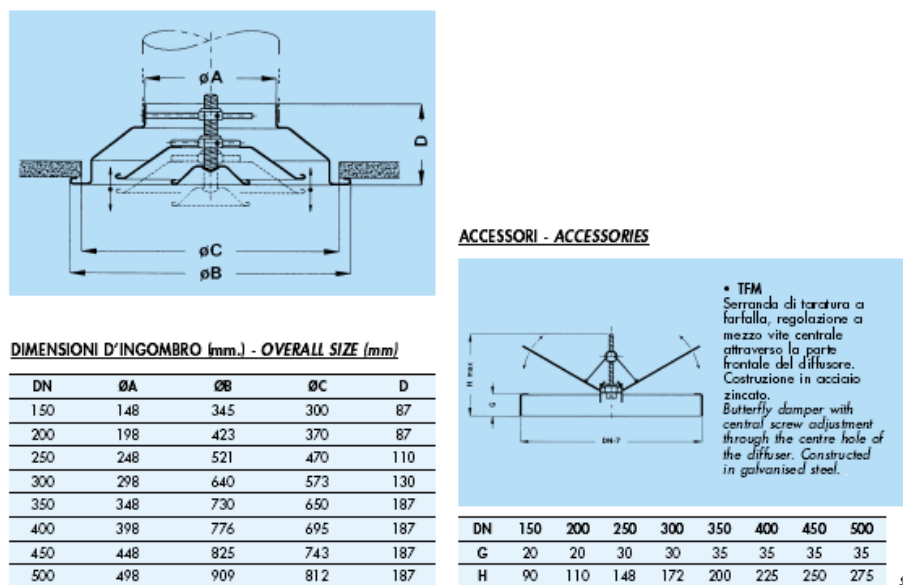 øA
D
øC
øB
DIMENSIONI D'INGOMBRO (mm.) - OVERALL SIZE (mm)
DN ØA ØB ØC D
150 148 345 300 87
200 198 423 370 87
250 248 521 470 110
300 298 640 573 130
350 348 730 650 187
400 398 776 695 187
450 448 825 743 187
500 498 909 812 187
ACCESSORI - ACCESSORIES
• TFM
Serranda di taratura a
farfalla, regolazione a
mezzo vite centrale
attraverso la parte
frontale del diffusore.
Costruzione in acciaio
zincato.
Butterfly damper with
central screw adjustment
through the centre hole of
the diffuser. Constructed
in galvanised steel.
H max
G
DN-7
DN 150 200 250 300 350 400 450 500
G 20 20 30 30 35 35 35 35
H 90 110 148 172 200 225 250 275